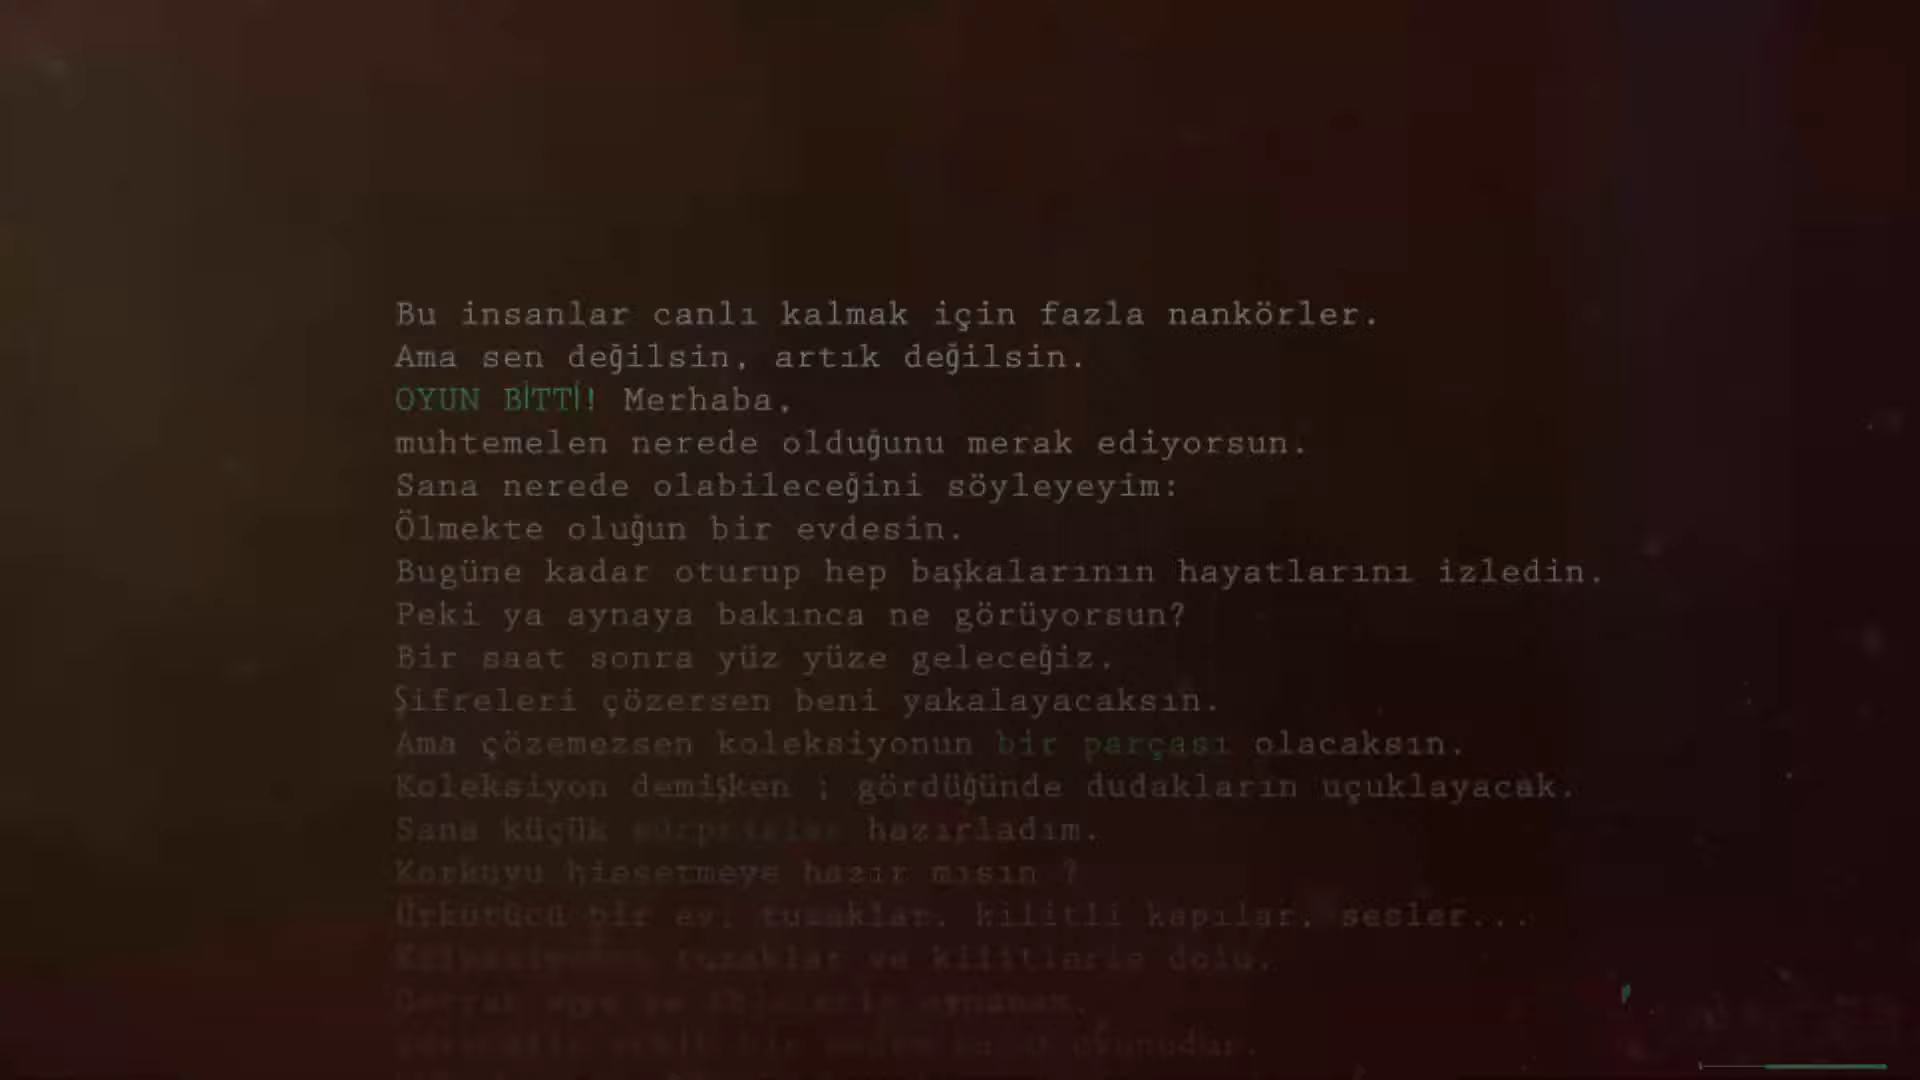 Bu insanlar canlı kalmak için fazla nankörler.
Ama sen değilsin, artık değilsin.
OYUN BİTTİ! Merhaba,
muhtemelen nerede olduğunu merak ediyorsun.
Sana nerede olabileceğini söyleyeyim:
Ölmekte oluğun bir evdesin.
Bugüne kadar oturup hep başkalarının hayatlarını izledin.
Peki ya aynaya bakınca ne görüyorsun?
Bir saat sonra yüz yüze geleceğiz.
Şifreleri çözersen beni yakalayacaksın.
Ama çözemezsen koleksiyonun bir parçası olacaksın.
Koleksiyon demişken ; gördüğünde dudakların uçuklayacak.
Sana küçük sürprizler hazırladım.
Korkuyu hissetmeye hazır mısın ?
Ürkütücü bir ev, tuzaklar, kilitli kapılar, sesler...
tuzaklar ve kilitlerle dolu.